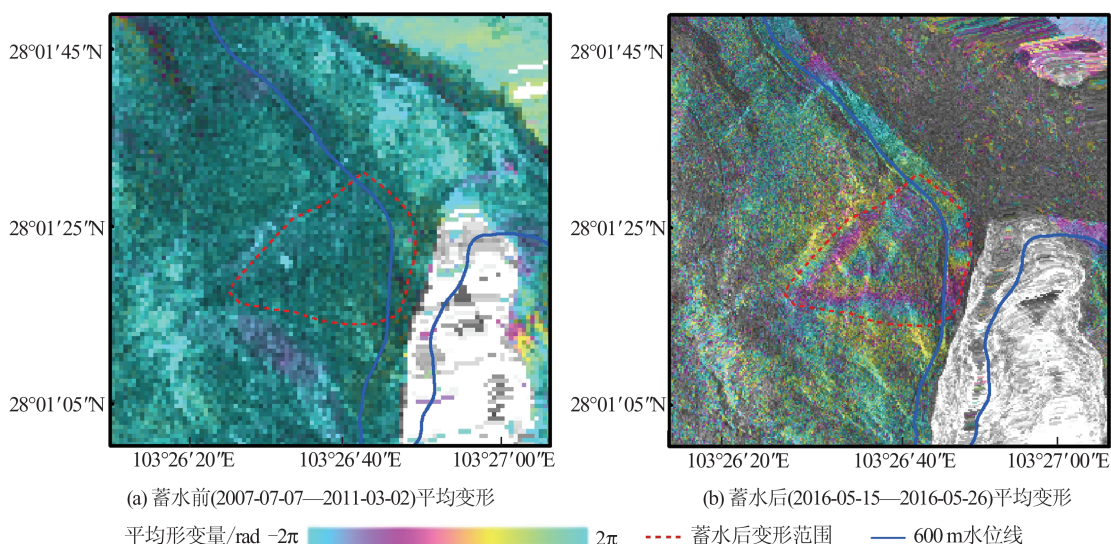 28°01′45″N
28°01′25″N
28°01′05″N
103°26′20″E 103°26′40″E 103°27′00″E
28°01′45″N
28°01′25″N
28°01′05″N
103°26′20″E 103°26′40″E 103°27′00″E
(a) 蓄水前(2007-07-07—2011-03-02)平均变形
(b) 蓄水后(2016-05-15—2016-05-26)平均变形
平均形变量/rad -2π 2π 蓄水后变形范围 600 m水位线